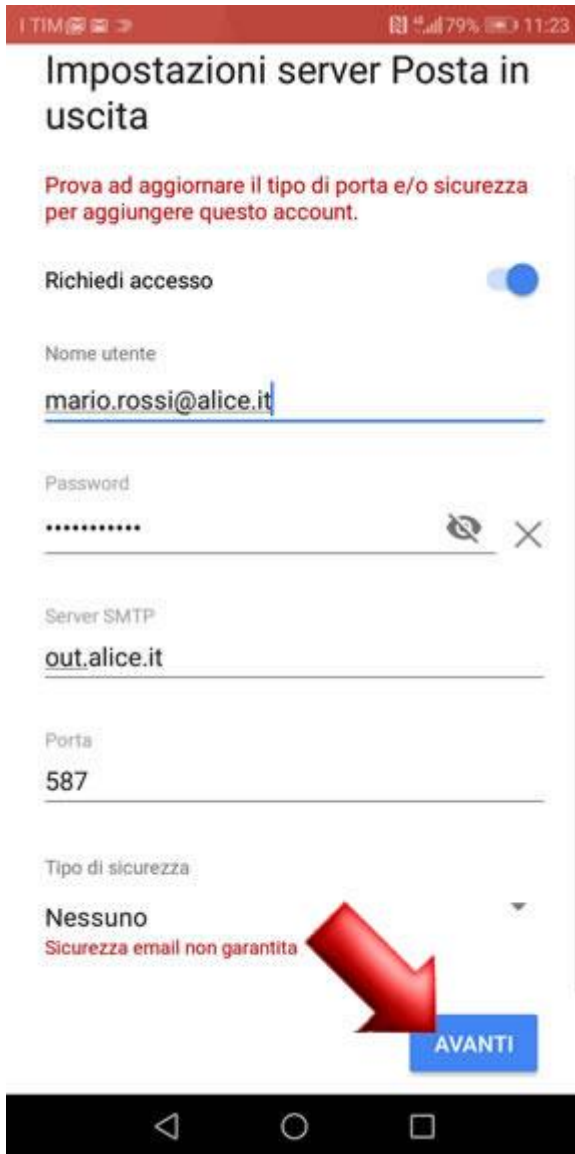 I TIM 79% 11:23
Impostazioni server Posta in
uscita
Prova ad aggiornare il tipo di porta e/o sicurezza
per aggiungere questo account.
Richiedi accesso
Nome utente
mario.rossi@alice.it
Password
•••••••••••
Server SMTP
out.alice.it
Porta
587
Tipo di sicurezza
Nessuno
Sicurezza email non garantita
AVANTI